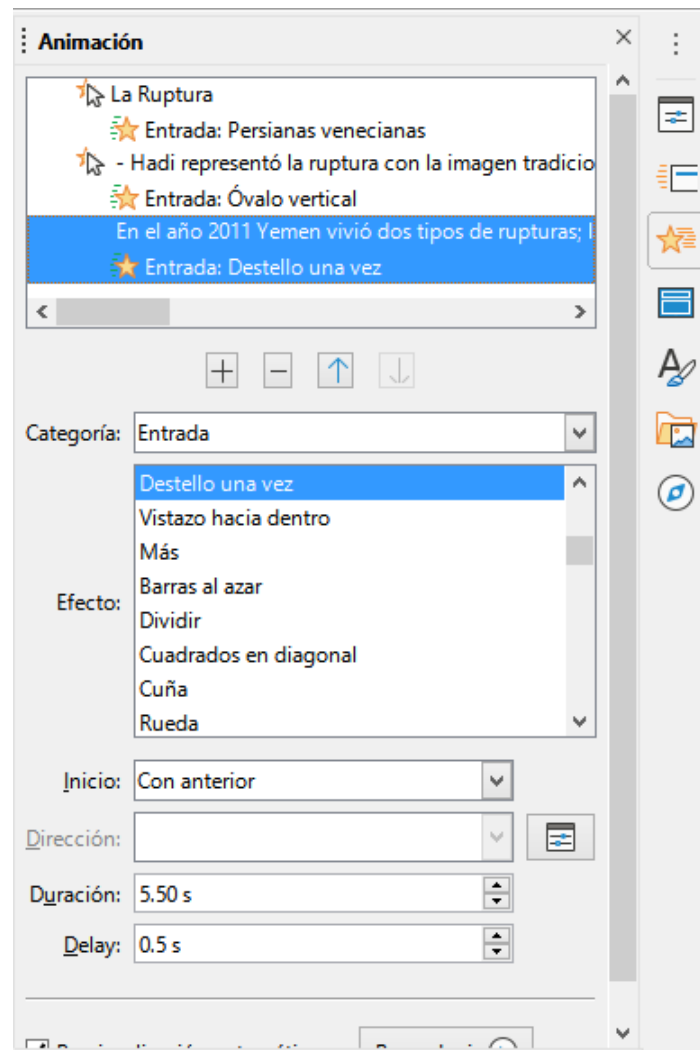 Animación
La Ruptura
Entrada: Persianas venecianas
- Hadi representó la ruptura con la imagen tradicio
Entrada: Óvalo vertical
En el año 2011 Yemen vivió dos tipos de rupturas; l
Entrada: Destello una vez
Categoría: Entrada
Destello una vez
Vistazo hacia dentro
Más
Barras al azar
Efecto:
Dividir
Cuadrados en diagonal
Cuña
Rueda
Inicio: Con anterior
Dirección:
Duración: 5.50 s
Delay: 0.5 s